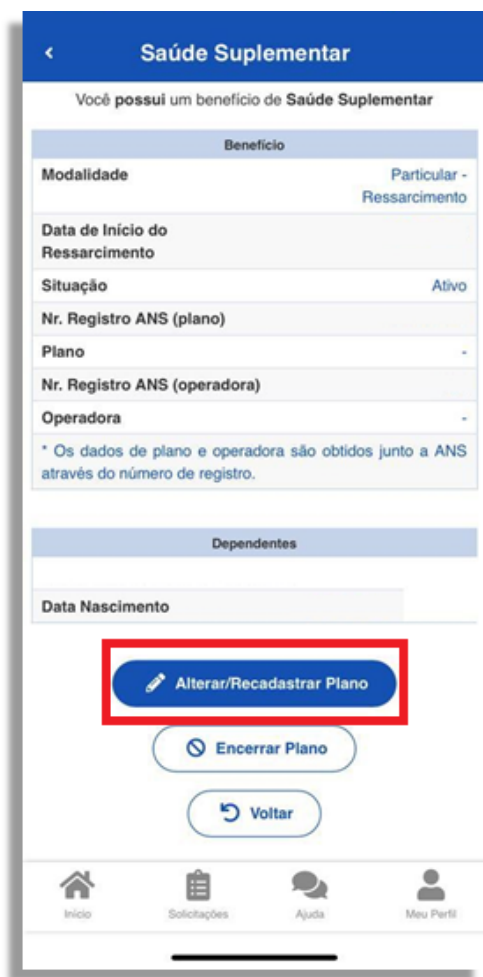 Saúde Suplementar
Você possui um benefício de Saúde Suplementar
Benefício
Modalidade
Particular -
Ressarcimento
Data de Início do
Ressarcimento
Situação
Ativo
Nr. Registro ANS (plano)
Plano
-
Nr. Registro ANS (operadora)
Operadora
-
* Os dados de plano e operadora são obtidos junto a ANS
através do número de registro.
Dependentes
Data Nascimento
Alterar/Recadastrar Plano
Encerrar Plano
Voltar
Início
Solicitações
Ajuda
Meu Perfil